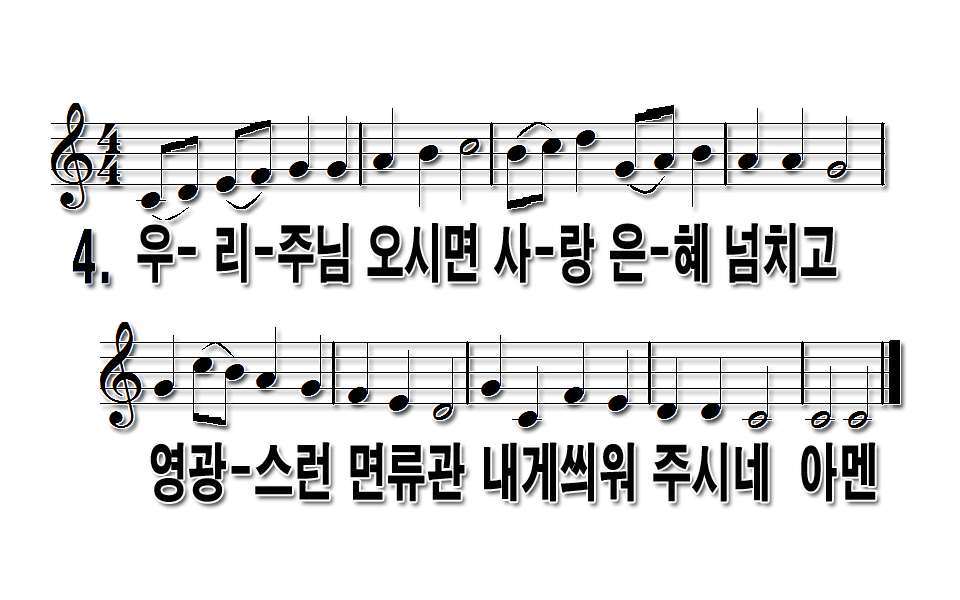 4. 우- 리-주님 오시면 사-랑 은-혜 넘치고
영광-스런 면류관 내게씌워 주시네 아멘